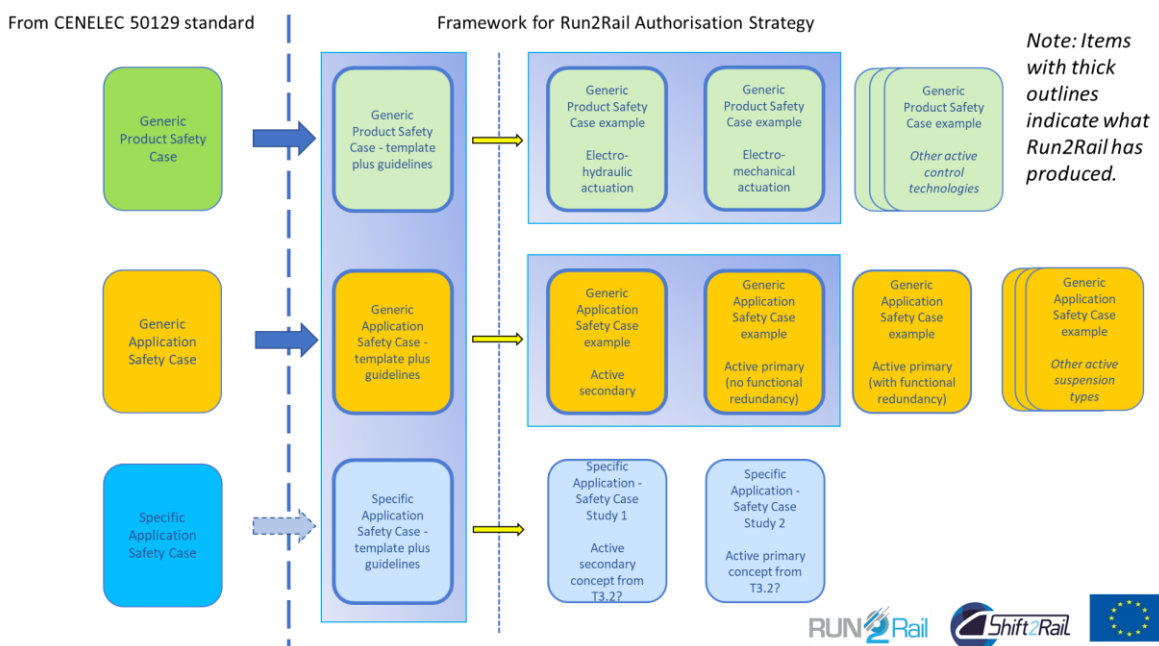 From CENELEC 50129 standard
Framework for Run2Rail Authorisation Strategy
Note: Items
with thick
outlines
indicate what
Run2Rail has
produced.
Generic
Product Safety
Case
Generic
Product Safety
Case - template
plus guidelines
Generic
Product Safety
Case example
Electro-
hydraulic
actuation
Generic
Product Safety
Case example
Electro-
mechanical
actuation
Generic
Product Safety
Case example
Other active
control
technologies
Generic
Application
Safety Case
Generic
Application
Safety Case -
template plus
guidelines
Generic
Application
Safety Case
example
Active
secondary
Generic
Application
Safety Case
example
Active primary
(no functional
redundancy)
Generic
Application
Safety Case
example
Active primary
(with functional
redundancy)
Generic
Application
Safety Case
example
Other active
suspension
types
Specific
Application
Safety Case
Specific
Application
Safety Case -
template plus
guidelines
Specific
Application -
Safety Case
Study 1
Active
secondary
concept from
T3.2?
Specific
Application -
Safety Case
Study 2
Active primary
concept from
T3.2?
RUN2Rail
Shift2Rail